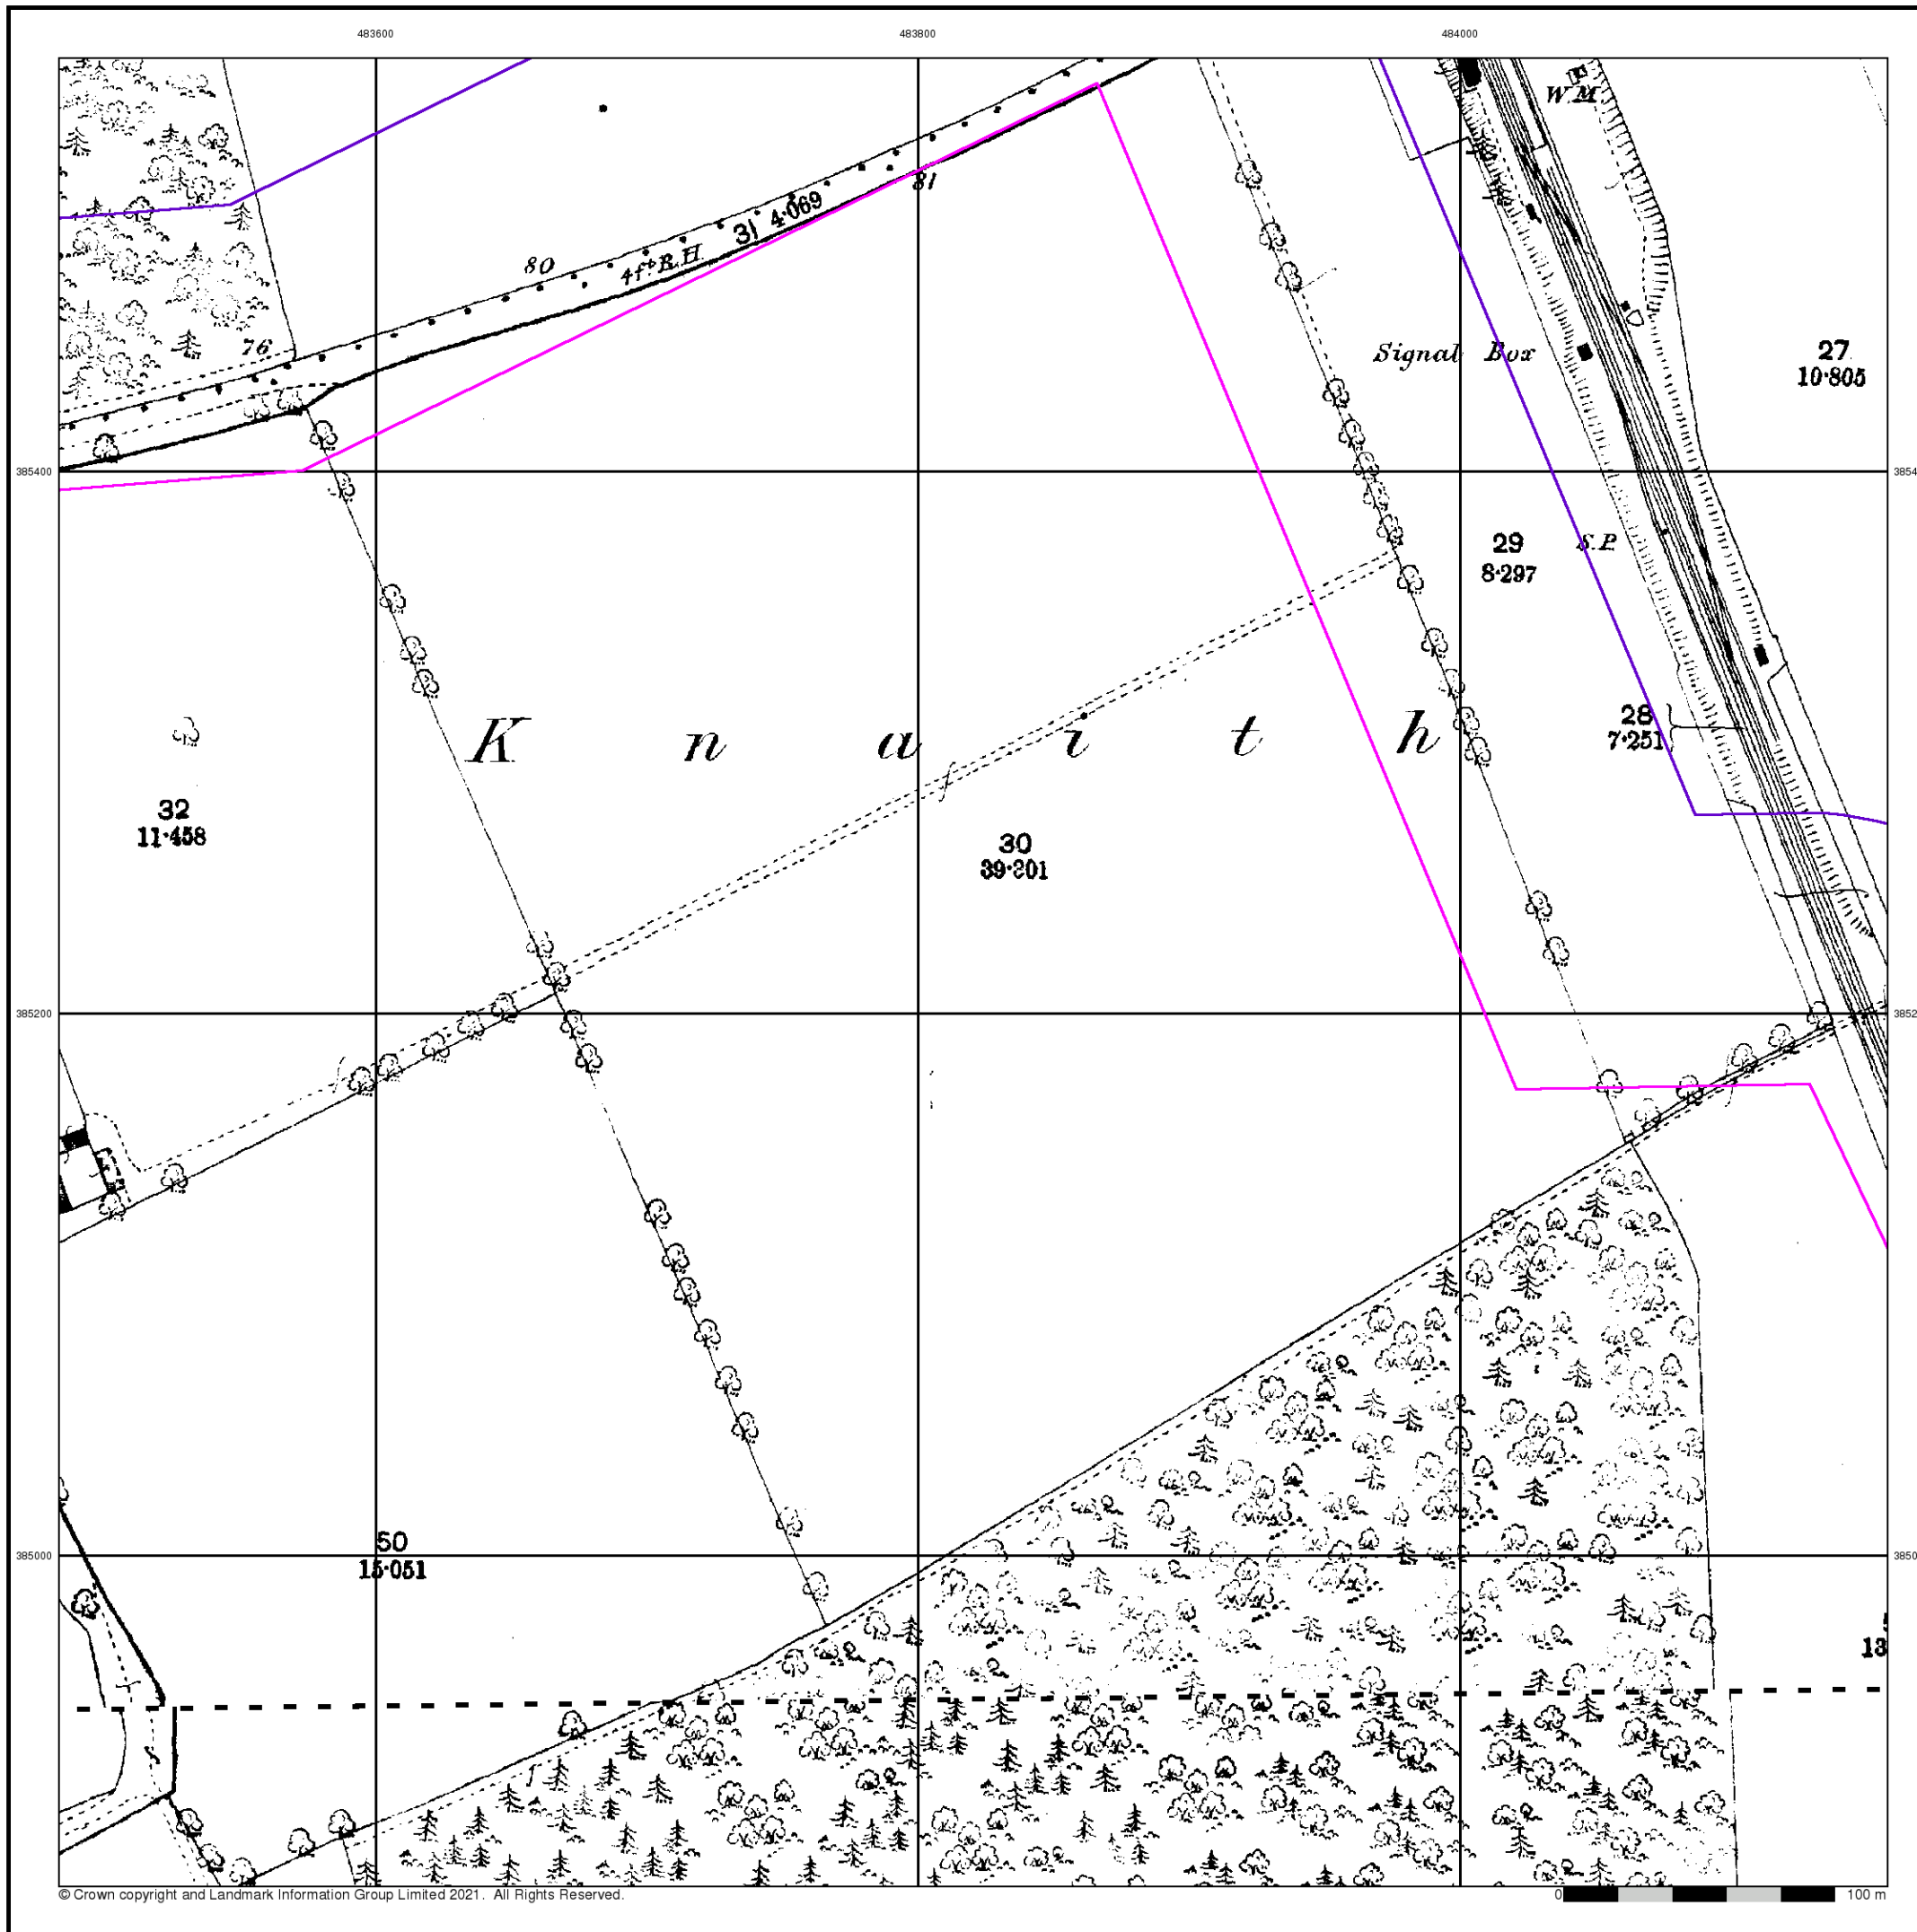 483600 483800 484000
W.M
81
31 4·069
4ft. R.H.
80
76
Signal Box
27
10·805
385400
29
8·297
S.P.
28
7·251
K n a i t h
32
11·458
30
39·201
385200
385000
50
15·051
13
© Crown copyright and Landmark Information Group Limited 2021. All Rights Reserved.
0 100 m